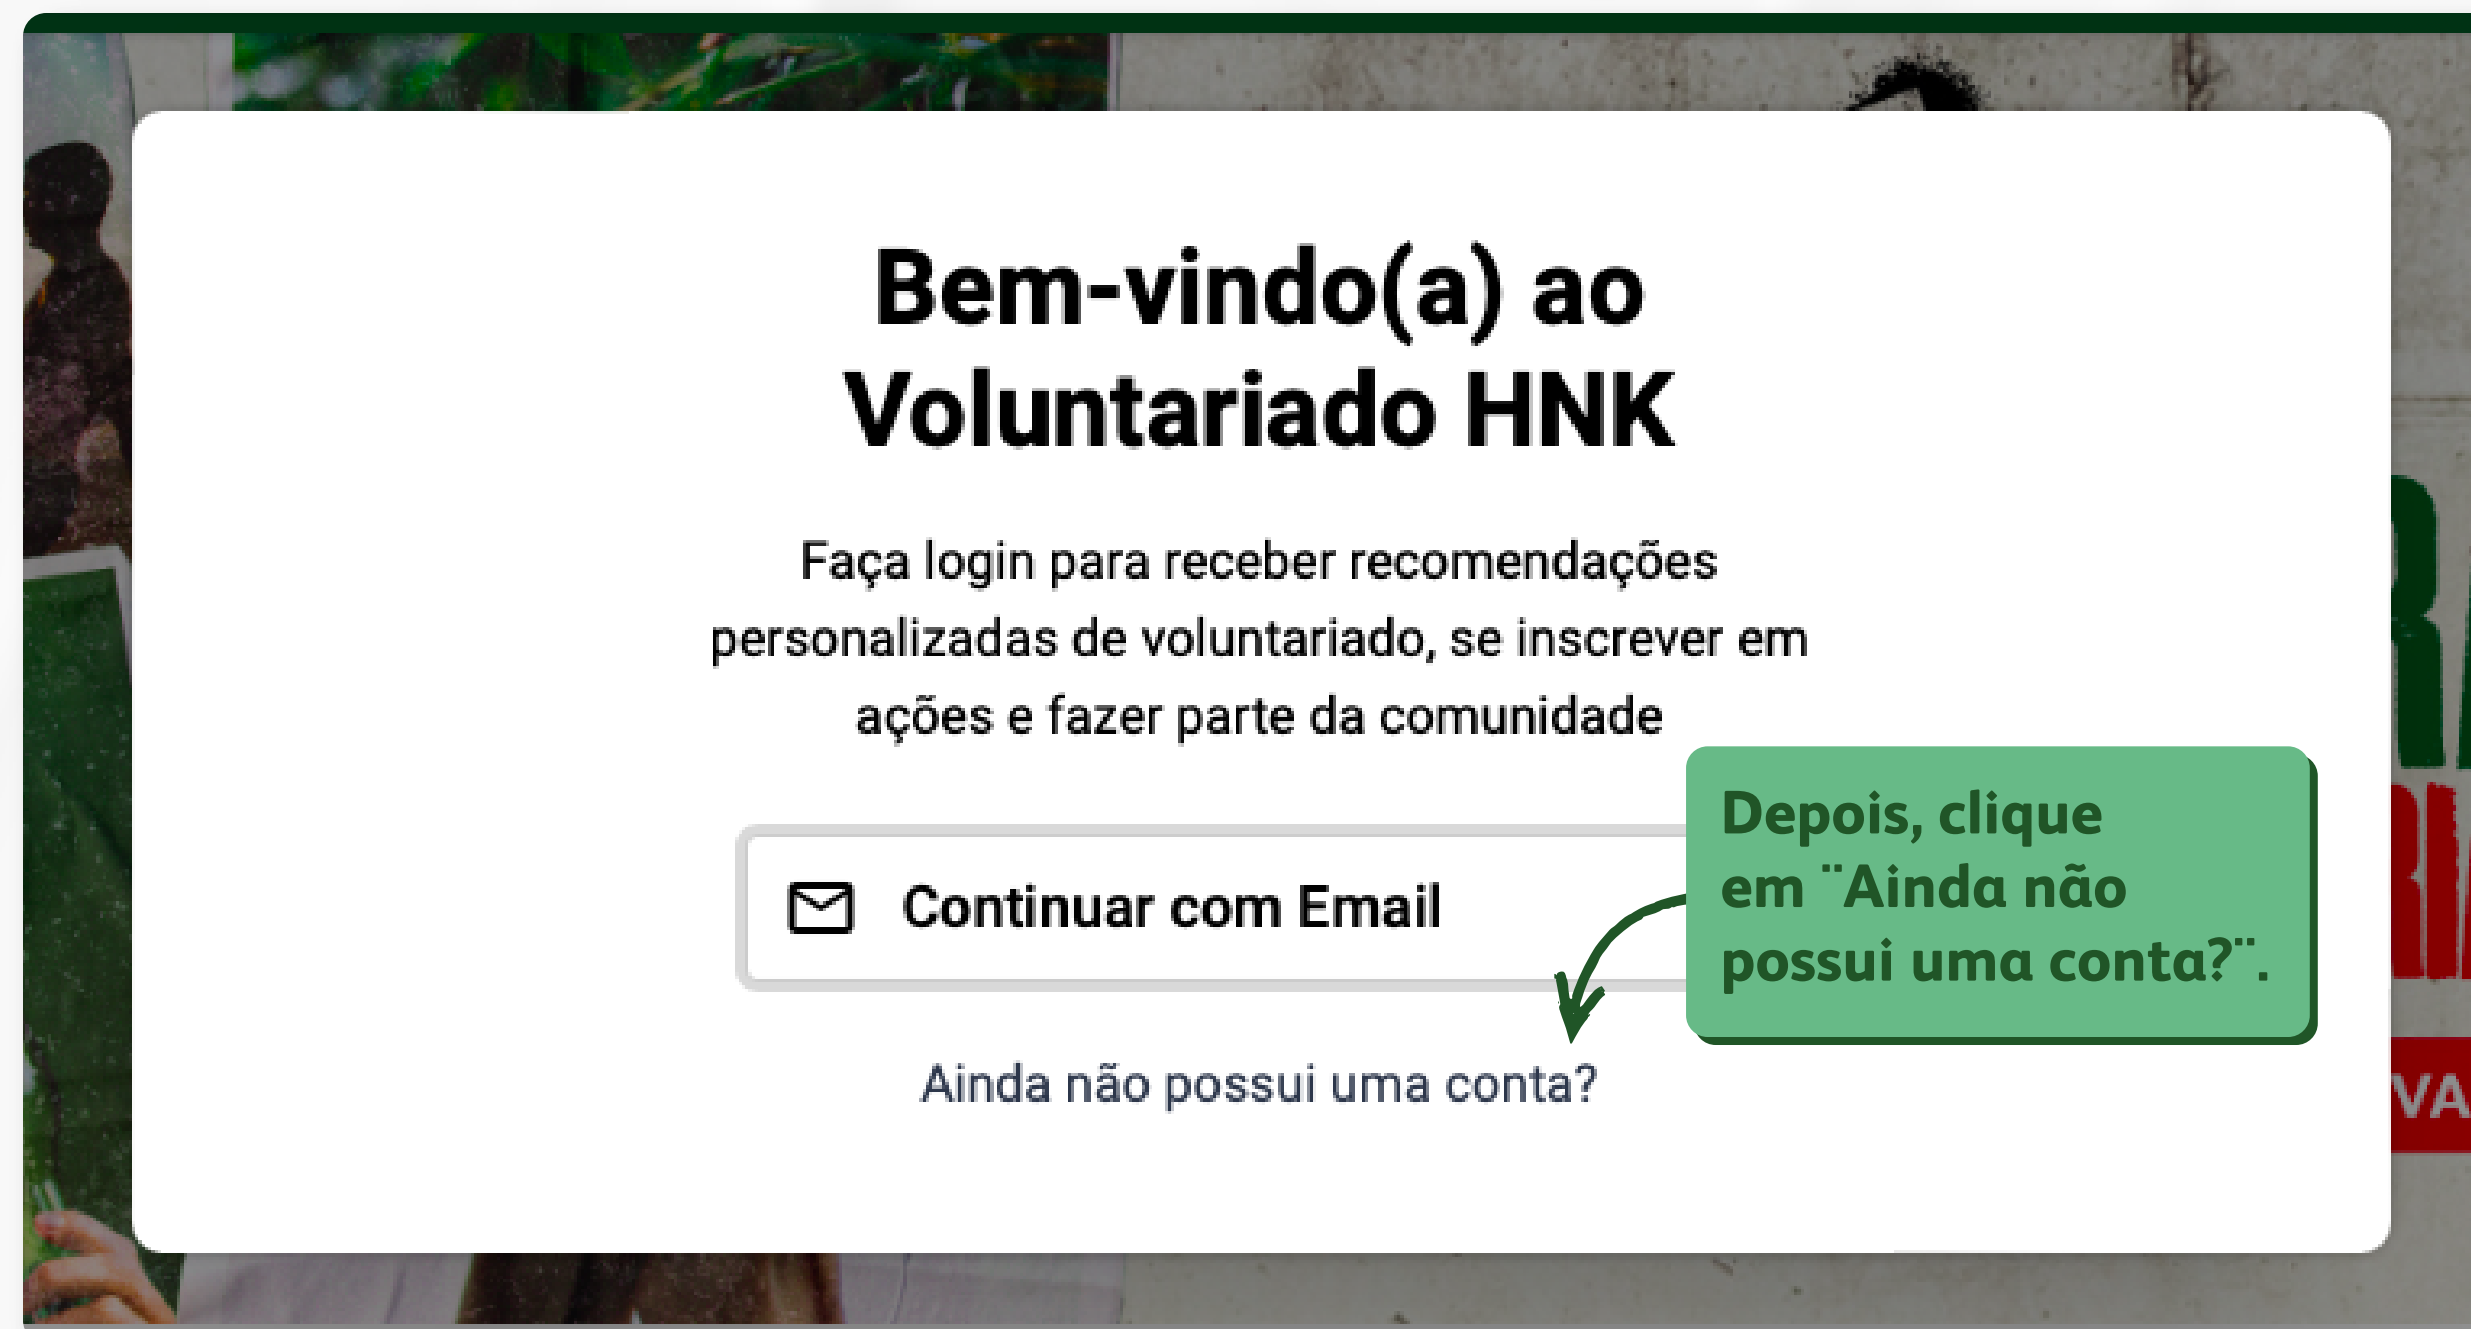 Bem-vindo(a) ao
Voluntariado HNK
Faça login para receber recomendações
personalizadas de voluntariado, se inscrever em
ações e fazer parte da comunidade
Continuar com Email
Depois, clique
em ¨Ainda não
possui uma conta?¨.
Ainda não possui uma conta?
VA